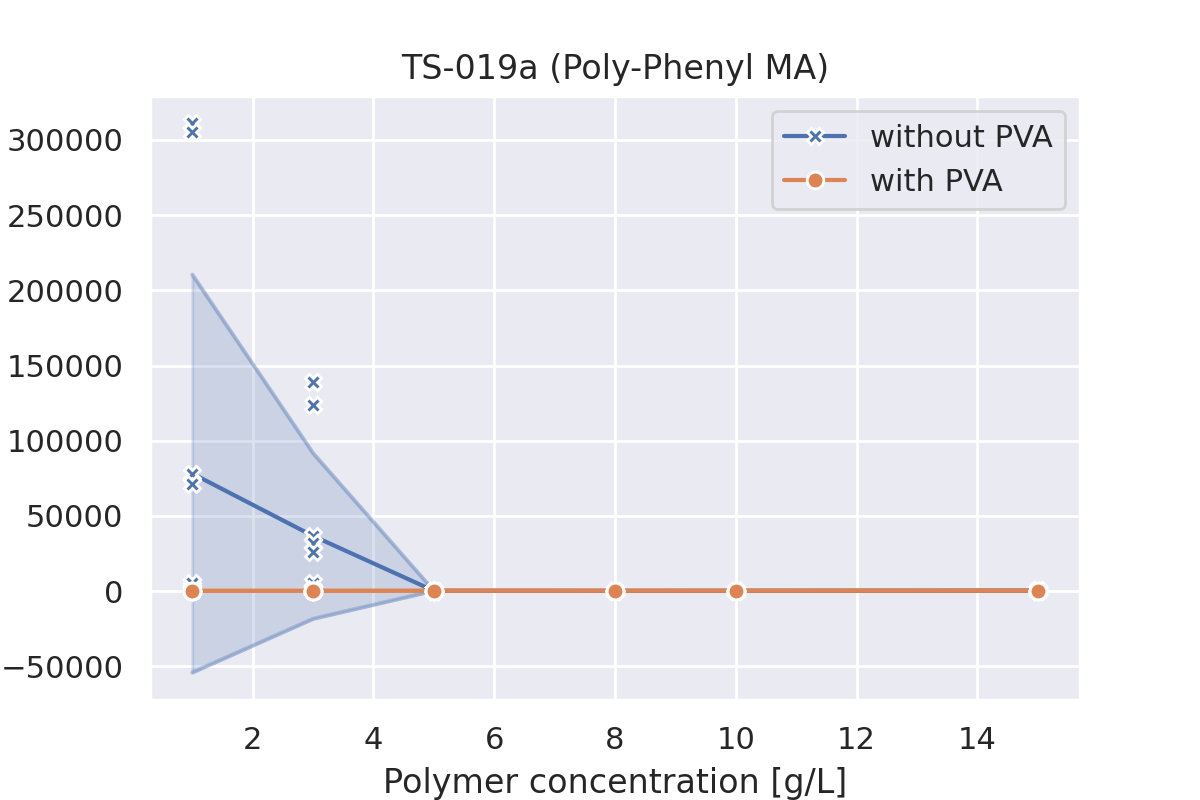 TS-019a (Poly-Phenyl MA)
without PVA
with PVA
300000
250000
200000
150000
100000
50000
0
−50000
2 4 6 8 10 12 14
Polymer concentration [g/L]